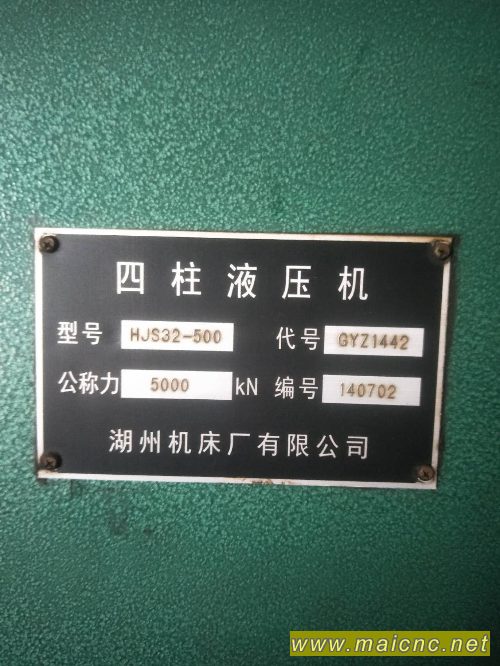 四柱液压机
型号 HJS32-500 代号 GYZ1442
公称力 5000 kN 编号 140702
湖州机床厂有限公司
www.maicnc.net